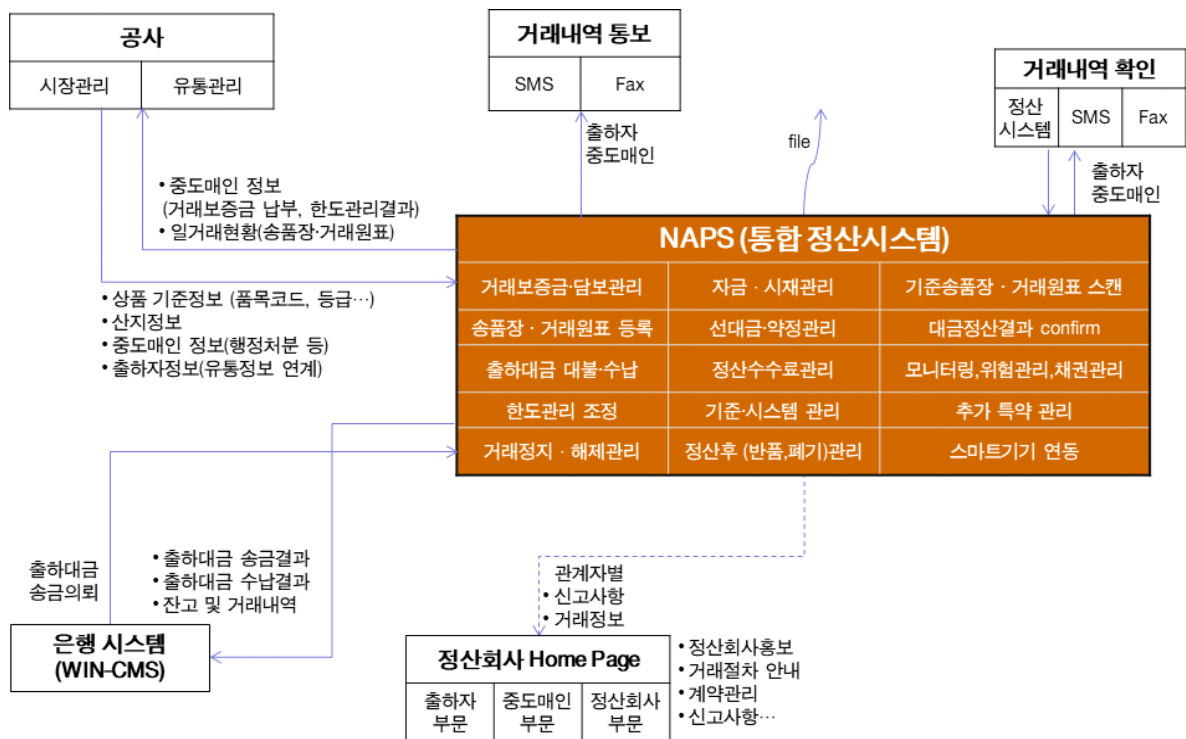 공사
시장관리 유통관리
거래내역 통보
SMS Fax
거래내역 확인
정산
시스템 SMS Fax
file
출하자
중도매인
출하자
중도매인
• 중도매인 정보
(거래보증금 납부, 한도관리결과)
• 일거래현황(송품장·거래원표)
• 상품 기준정보 (품목코드, 등급…)
• 산지정보
• 중도매인 정보(행정처분 등)
• 출하자정보(유통정보 연계)
NAPS (통합 정산시스템)
거래보증금·담보관리 자금 · 시재관리 기준송품장 · 거래원표 스캔
송품장 · 거래원표 등록 선대금·약정관리 대금정산결과 confirm
출하대금 대불·수납 정산수수료관리 모니터링,위험관리,채권관리
한도관리 조정 기준·시스템 관리 추가 특약 관리
거래정지 · 해제관리 정산후 (반품,폐기)관리 스마트기기 연동
출하대금
송금의뢰
• 출하대금 송금결과
• 출하대금 수납결과
• 잔고 및 거래내역
관계자별
• 신고사항
• 거래정보
은행 시스템
(WIN-CMS)
정산회사 Home Page
출하자
부문
중도매인
부문
정산회사
부문
• 정산회사홍보
• 거래절차 안내
• 계약관리
• 신고사항…